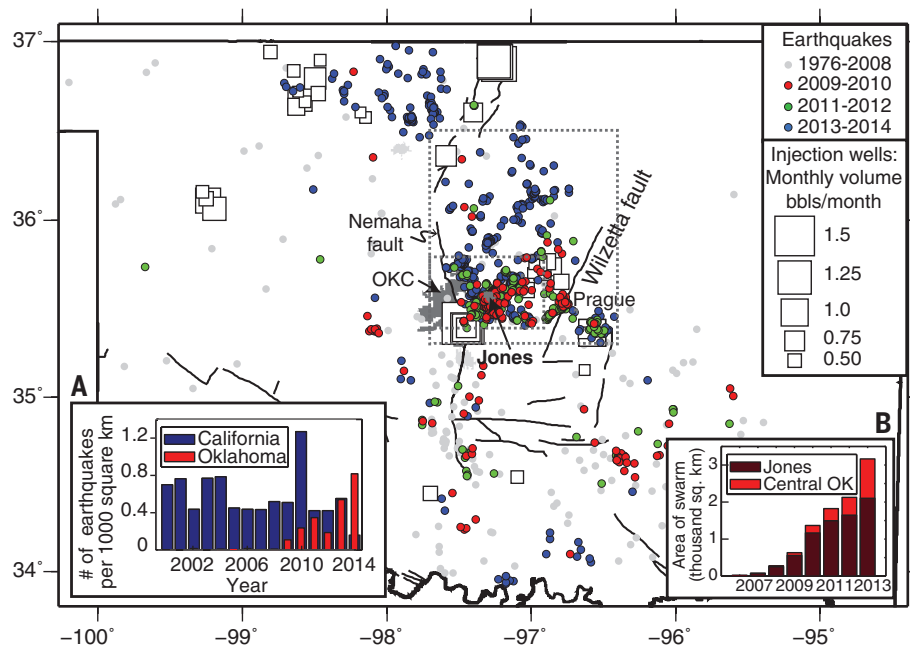 37˚
36˚
35˚
34˚
−100
−99
−98
−97
−96
−95
Earthquakes
1976-2008
2009-2010
2011-2012
2013-2014
Injection wells:
Monthly volume
bbls/month
1.5
1.25
1.0
0.75
0.50
Nemaha
fault
OKC
Wilzetta fault
Prague
Jones
A
# of earthquakes
per 1000 square km
1.2
0.8
0.4
0
California
Oklahoma
2002 2006 2010 2014
Year
B
Area of swarm
(thousand sq. km)
3
2
1
0
Jones
Central OK
2007 2009 2011 2013